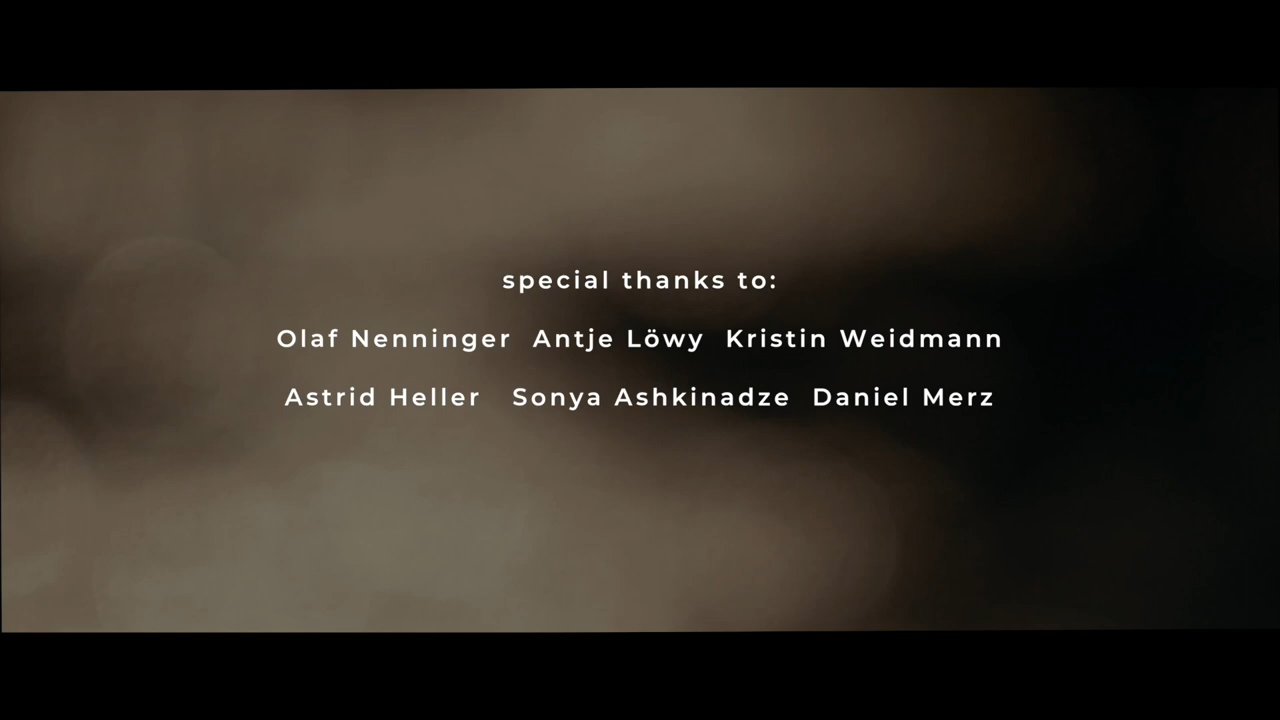 special thanks to:
Olaf Nenninger Antje Löwy Kristin Weidmann
Astrid Heller Sonya Ashkinadze Daniel Merz